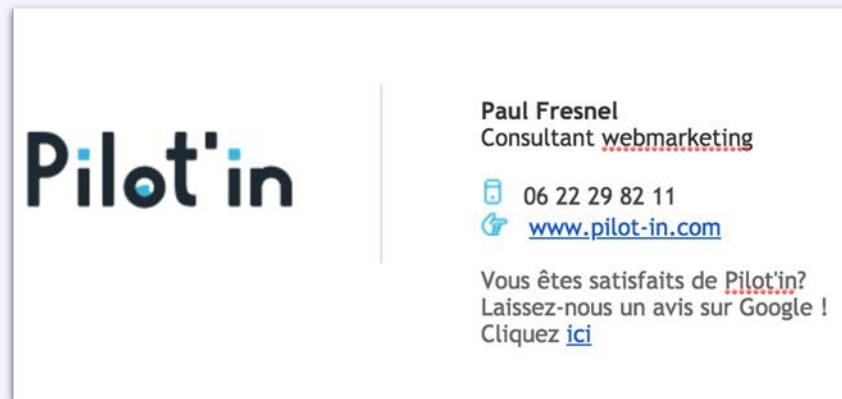 Pilot'in
Paul Fresnel
Consultant webmarketing
06 22 29 82 11
www.pilot-in.com
Vous êtes satisfaits de Pilot'in?
Laissez-nous un avis sur Google !
Cliquez ici